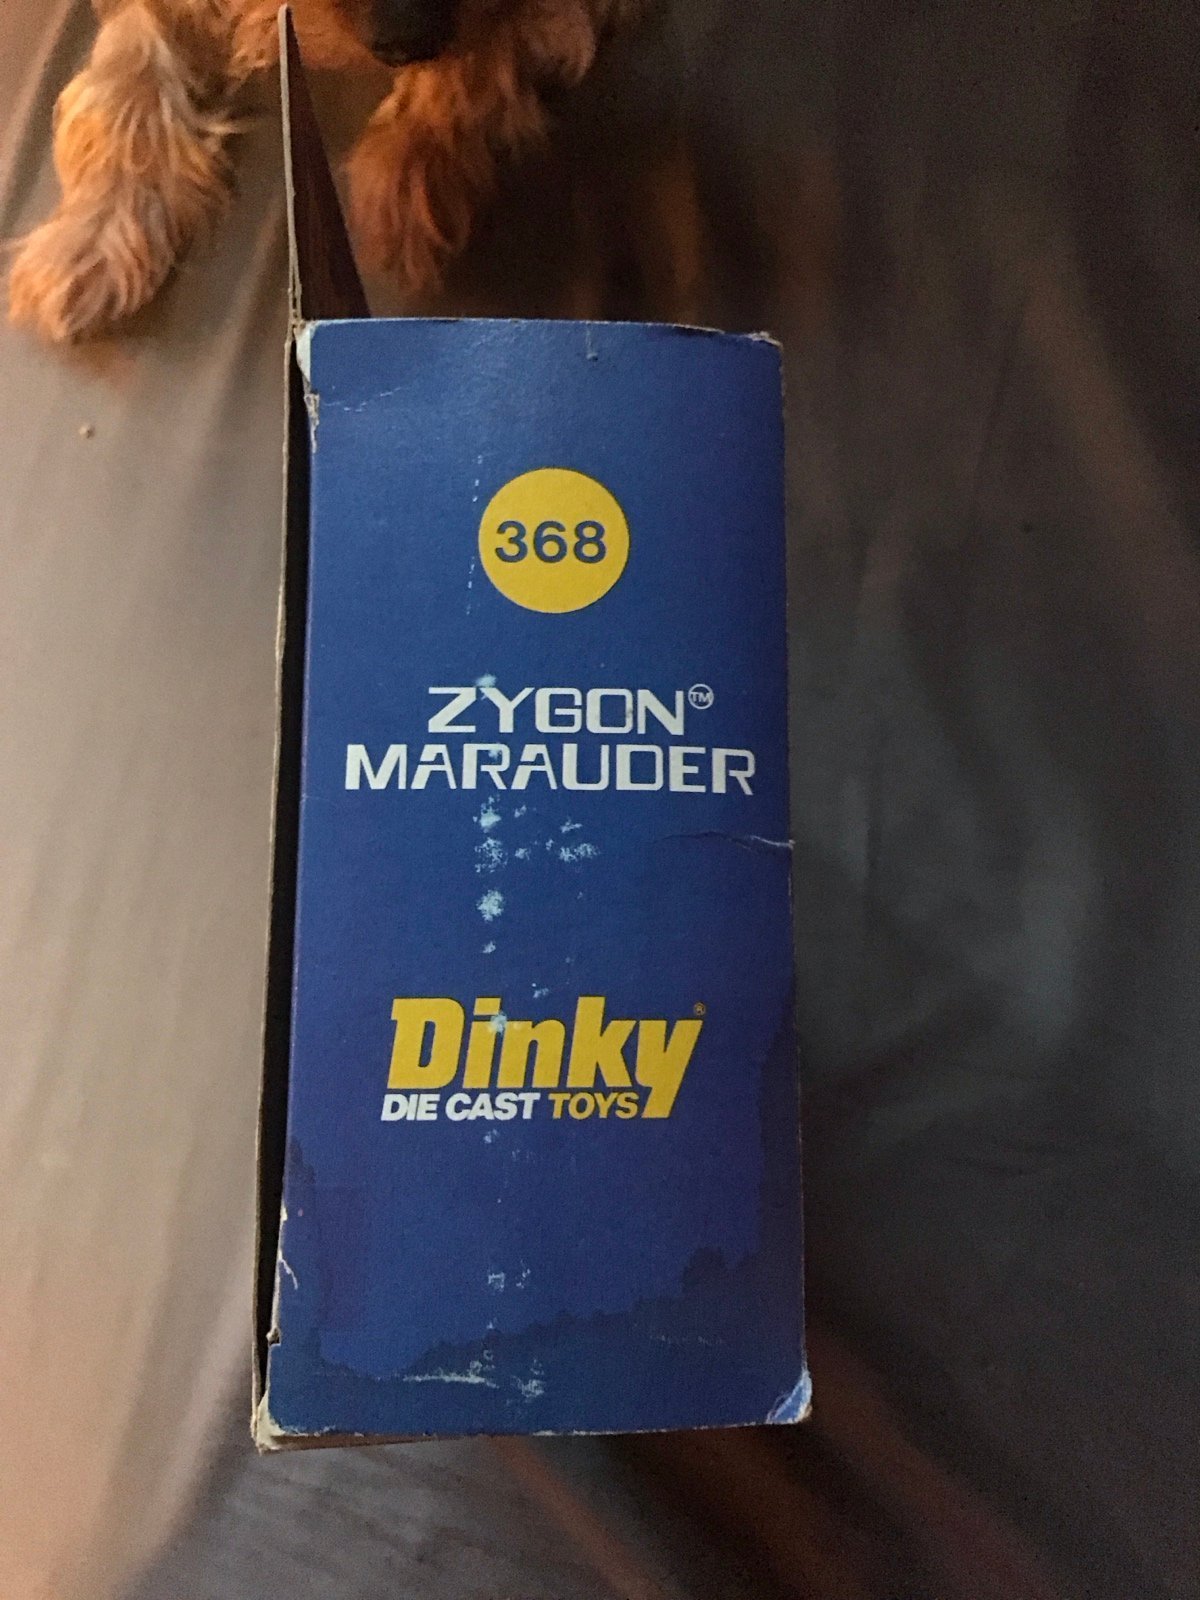 368
ZYGON™
MARAUDER
Dinky®
DIE CAST TOYS